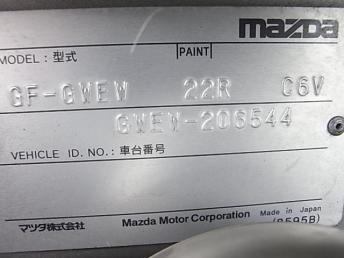 mazda
MODEL: 型式 PAINT
GF-GWEW 22R C6V
GWEW-206544
VEHICLE ID. NO.: 車台番号
マツダ株式会社 Mazda Motor Corporation Made in Japan
(8595B)